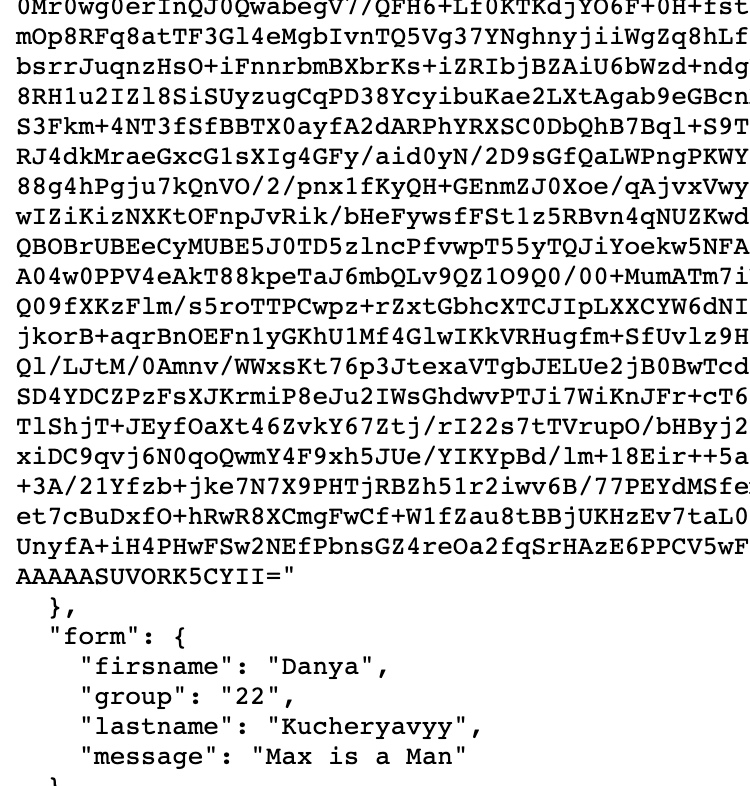 0Mr0wg0erInQJ0QwabegV7/QFH6+Lf0KTKdjYO6F+0H+fst
mOp8RFq8atTF3Gl4eMgbIvnTQ5Vg37YNghnyjiiWgZq8hLf
bsrrJuqnzHsO+iFnnrbmBXbrKs+iZRIbjBZAiU6bWzd+ndg
8RH1u2IZl8SiSUyzugCqPD38YcyibuKae2LXtAgab9eGBcn
S3Fkm+4NT3fSfBBTX0ayfA2dARPhYRXSC0DbQhB7Bql+S9T
RJ4dkMraeGxcG1sXIg4GFy/aid0yN/2D9sGfQaLWPngPKWY
88g4hPgju7kQnVO/2/pnx1fKyQH+GEnmZJ0Xoe/qAjvxVwy
wIZiKizNXKtOFnpJvRik/bHeFywsfFSt1z5RBvn4qNUZKwd
QBOBrUBEeCyMUBE5J0TD5zlncPfvwpT55yTQJiYoekw5NFA
A04w0PPV4eAkT88kpeTaJ6mbQLv9QZ1O9Q0/00+MumATm7i
Q09fXKzFlm/s5roTTPCwpz+rZxtGbhcXTCJIpLXXCYW6dNI
jkorB+aqrBnOEFn1yGKhU1Mf4GlwIKkVRHugfm+SfUvlz9H
Ql/LJtM/0Amnv/WWxsKt76p3JtexaVTgbJELUe2jB0BwTcd
SD4YDCZPzFsXJKrmiP8eJu2IWsGhdwvPTJi7WiKnJFr+cT6
TlShjT+JEyfOaXt46ZvkY67Ztj/rI22s7tTVrupO/bHByj2
xiDC9qvj6N0qoQwmY4F9xh5JUe/YIKYpBd/lm+18Eir++5a
+3A/21Yfzb+jke7N7X9PHTjRBZh51r2iwv6B/77PEYdMSfe
et7cBuDxfO+hRwR8XCmgFwCf+W1fZau8tBBjUKHzEv7taL0
UnyfA+iH4PHwFSw2NEfPbnsGZ4reOa2fqSrHAzE6PPCV5wF
AAAAASUVORK5CYII="
},
"form": {
"firsname": "Danya",
"group": "22",
"lastname": "Kucheryavyy",
"message": "Max is a Man"